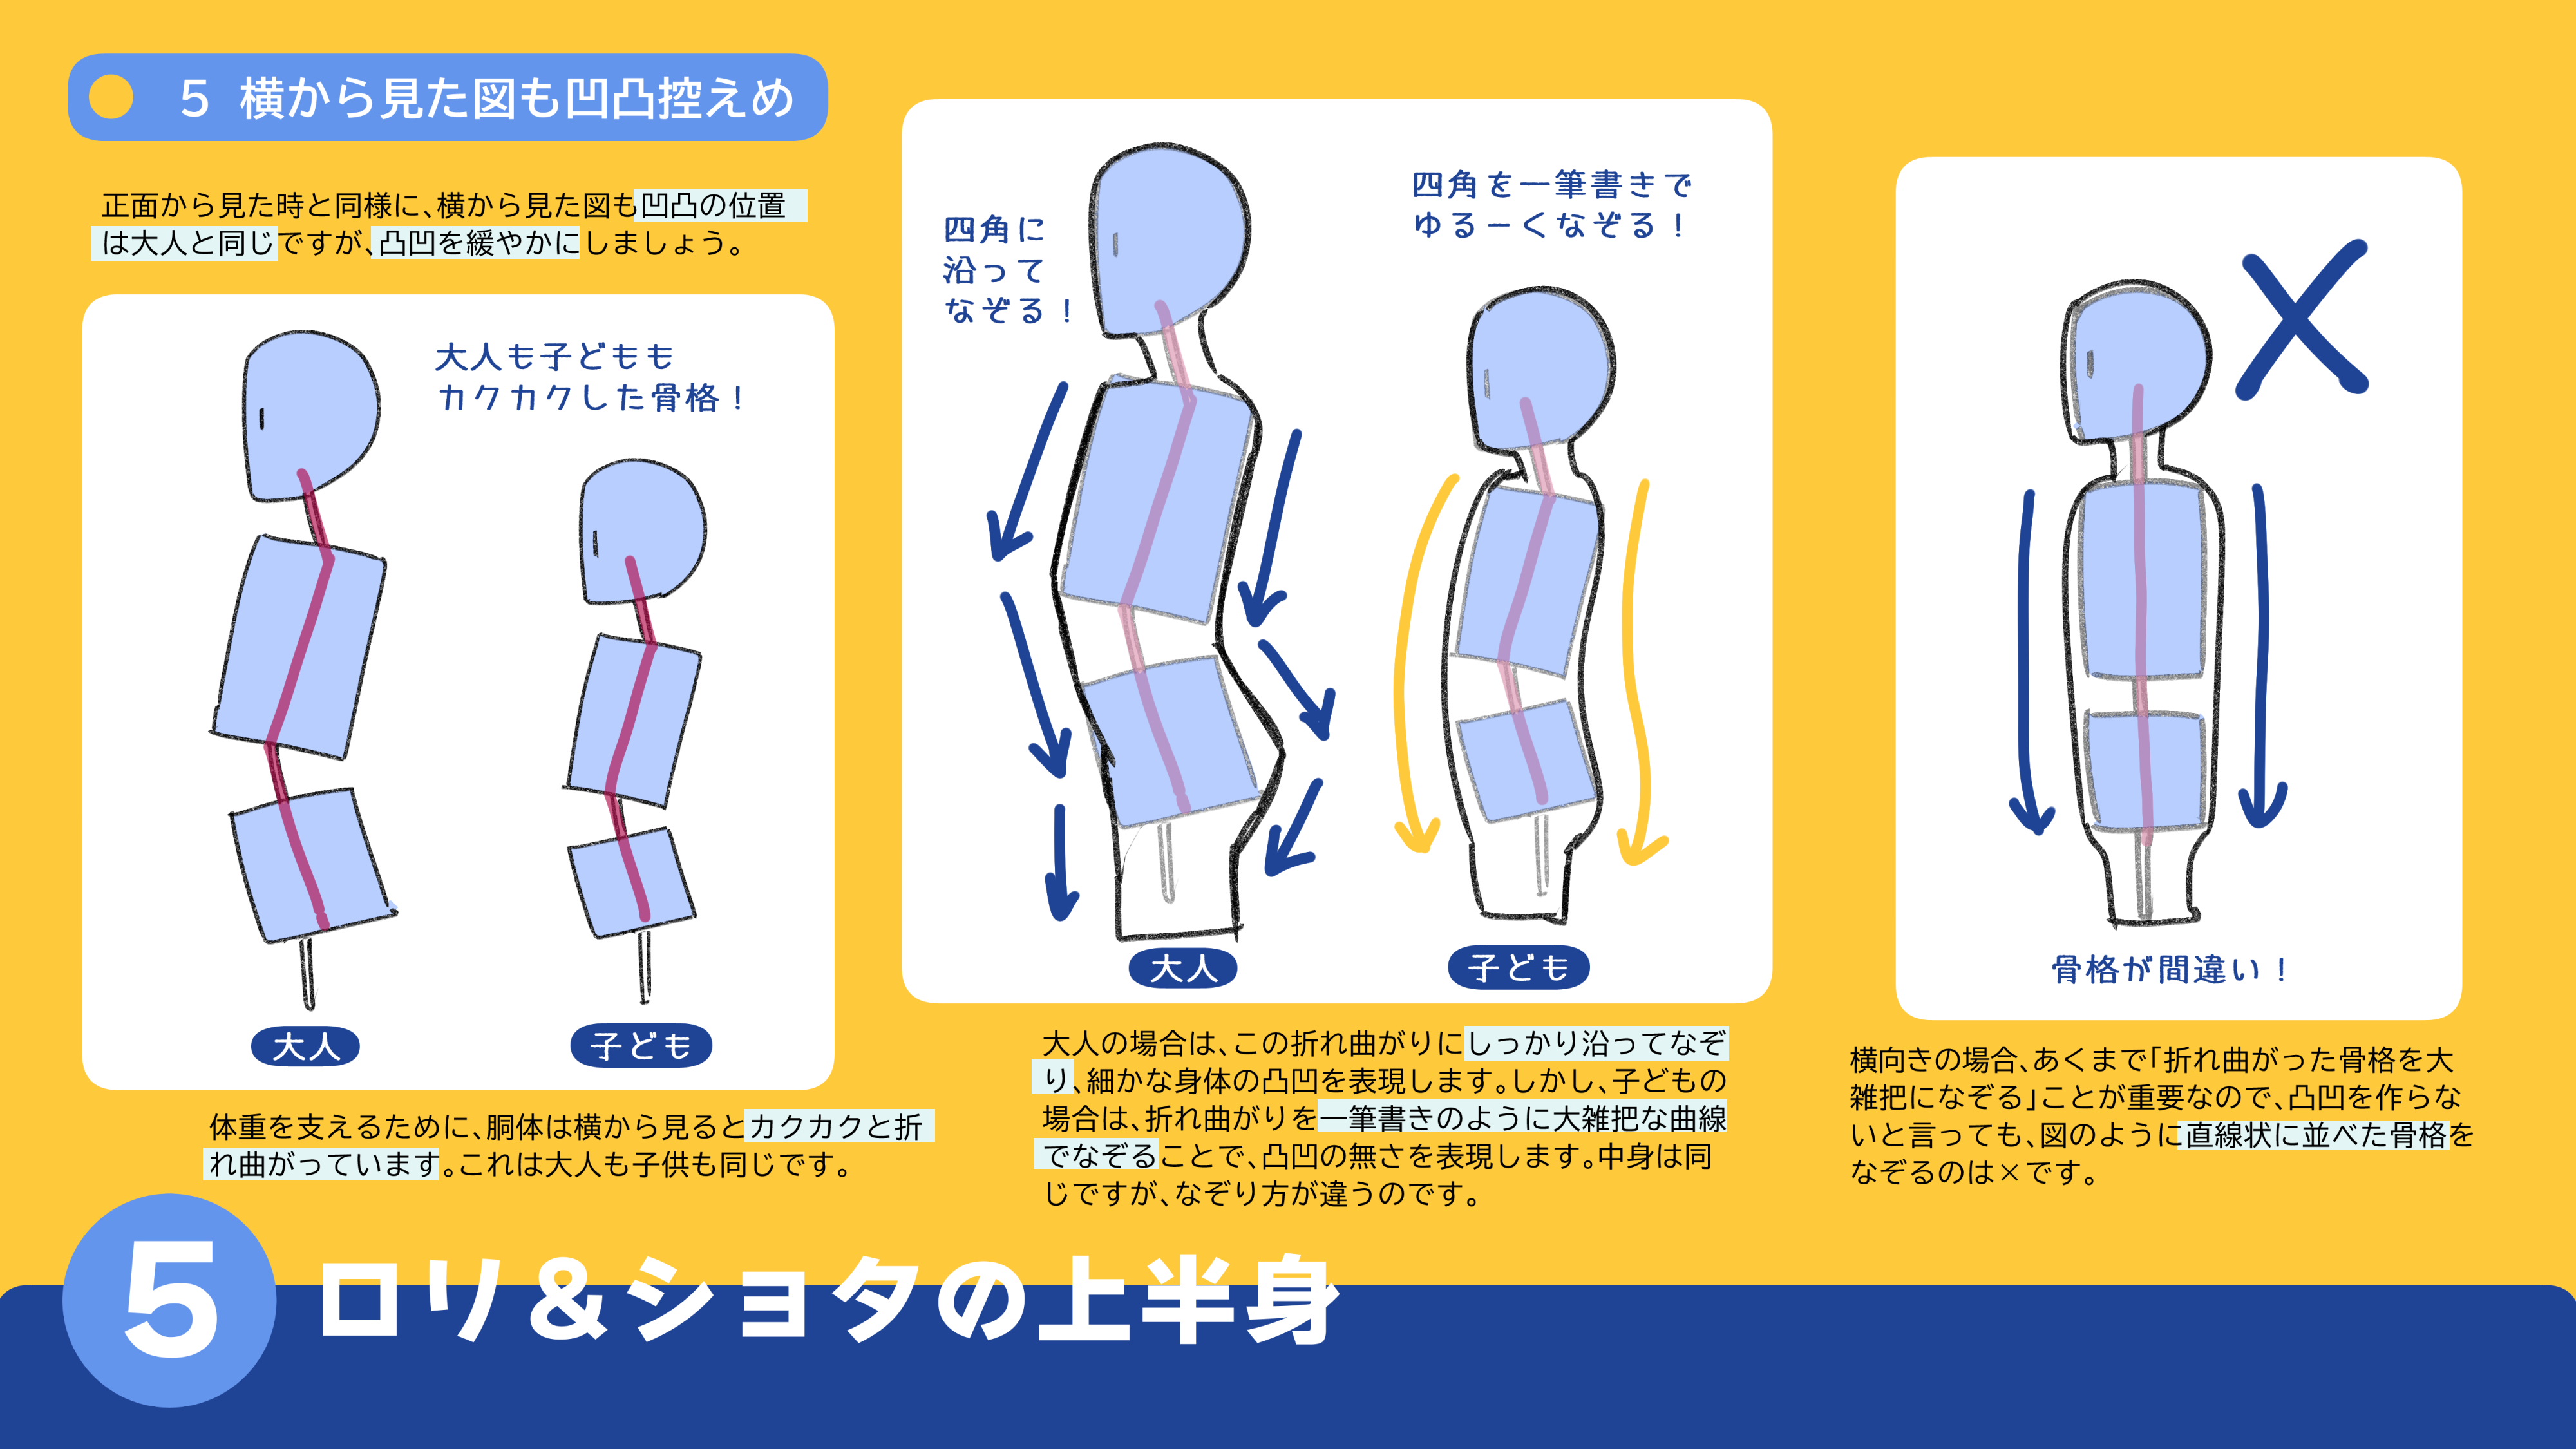 5 横から見た図も凹凸控えめ
正面から見た時と同様に、横から見た図も凹凸の位置
は大人と同じですが、凸凹を緩やかにしましょう。
大人も子どもも
カクカクした骨格！
大人
子ども
体重を支えるために、胴体は横から見るとカクカクと折
れ曲がっています。これは大人も子供も同じです。
四角に
沿って
なぞる！
四角を一筆書きで
ゆるーくなぞる！
大人
子ども
大人の場合は、この折れ曲がりにしっかり沿ってなぞ
り、細かな身体の凸凹を表現します。しかし、子どもの
場合は、折れ曲がりを一筆書きのように大雑把な曲線
でなぞることで、凸凹の無さを表現します。中身は同
じですが、なぞり方が違うのです。
骨格が間違い！
横向きの場合、あくまで「折れ曲がった骨格を大
雑把になぞる」ことが重要なので、凸凹を作らな
いと言っても、図のように直線状に並べた骨格を
なぞるのは×です。
5 ロリ＆ショタの上半身